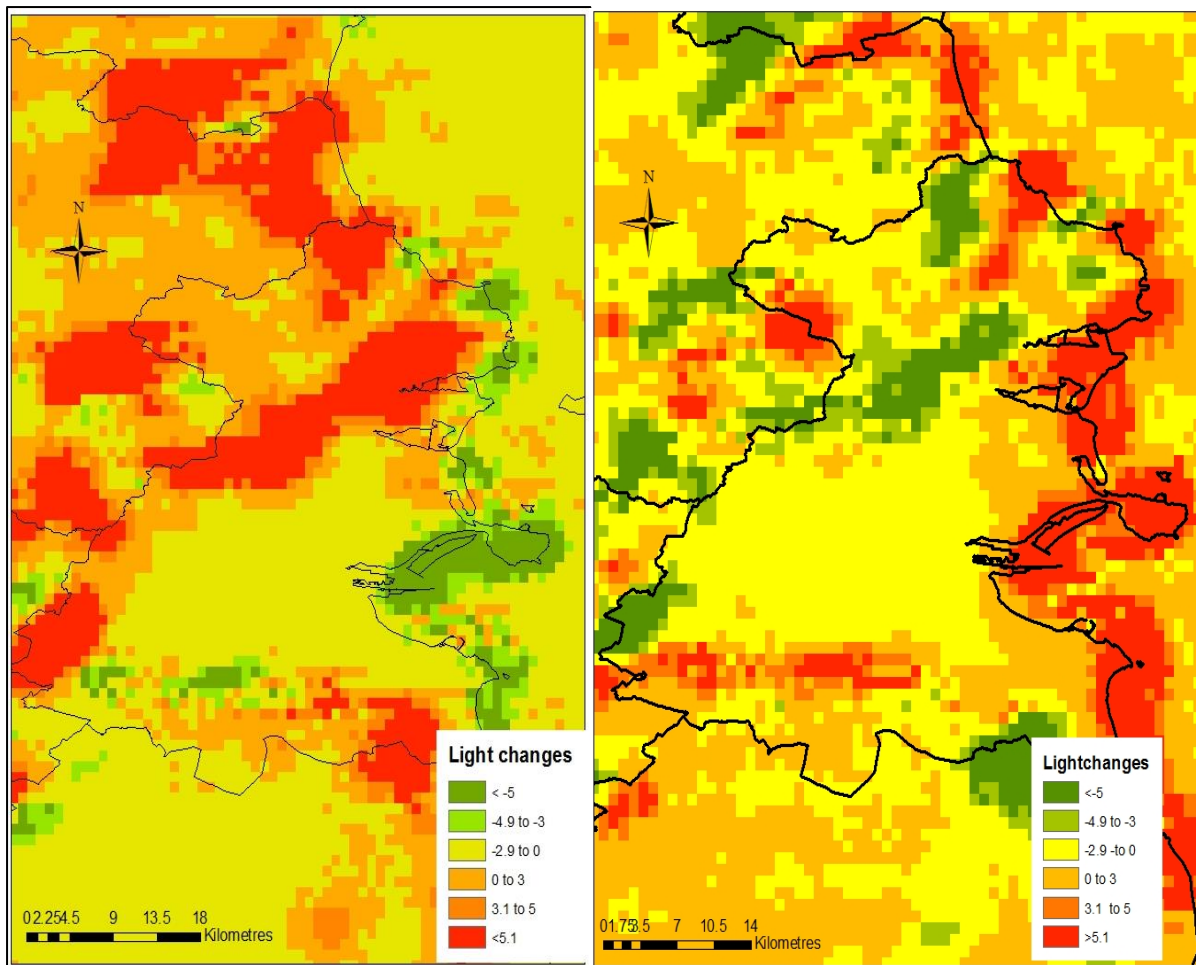 N
Light changes
< -5
-4.9 to -3
-2.9 to 0
0 to 3
3.1 to 5
<5.1
0 2.25 4.5 9 13.5 18
Kilometres
N
Lightchanges
<-5
-4.9 to -3
-2.9 -to 0
0 to 3
3.1 to 5
>5.1
0 1.75 3.5 7 10.5 14
Kilometres